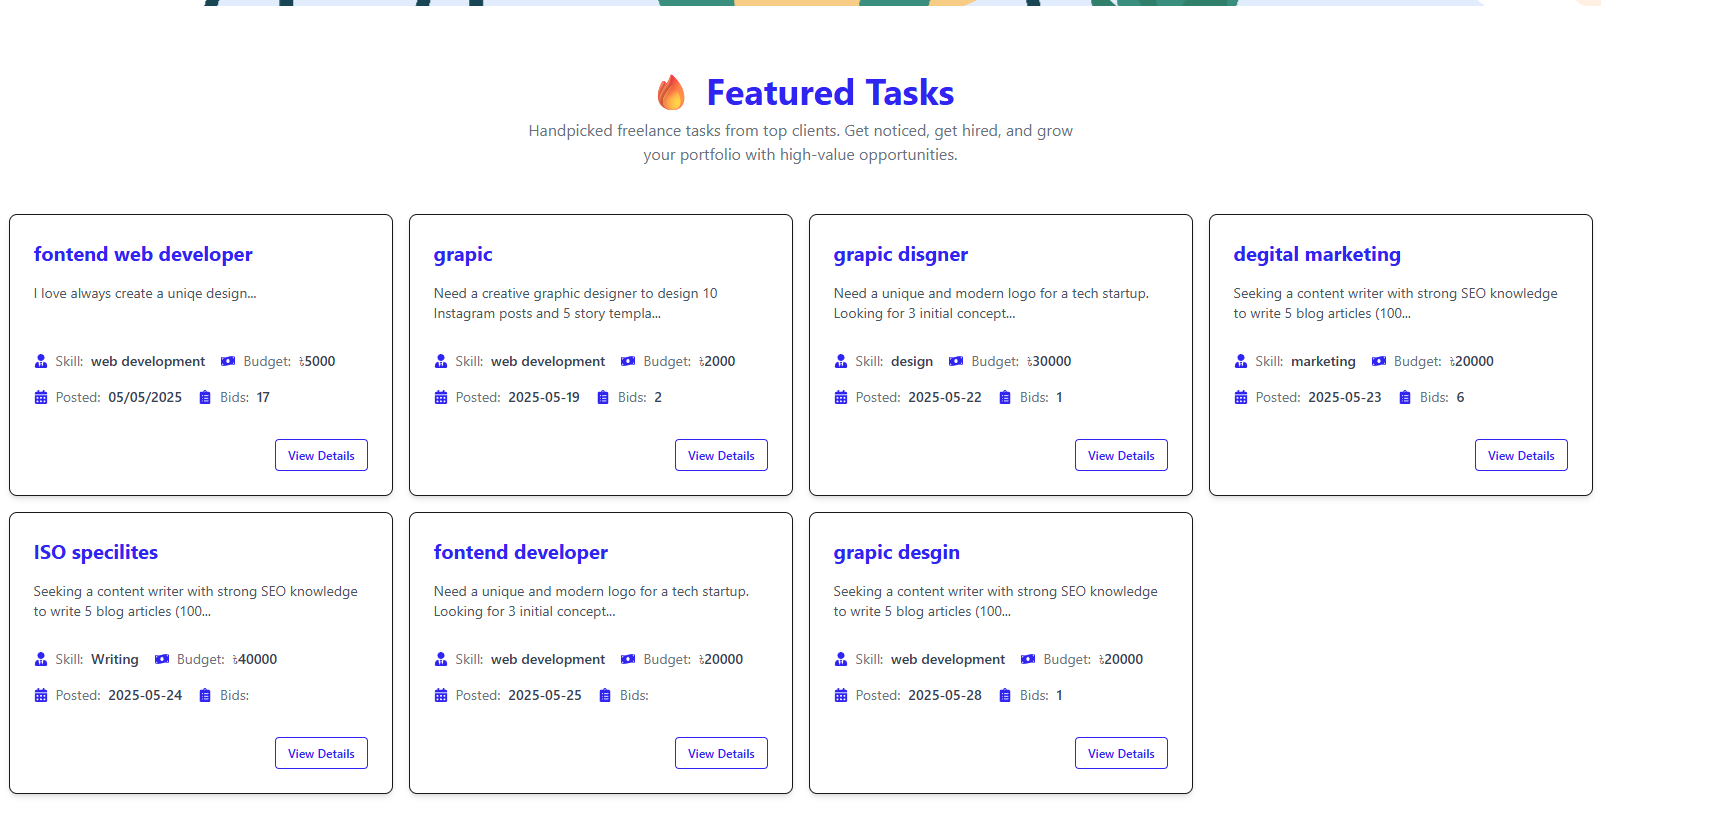 Featured Tasks
Handpicked freelance tasks from top clients. Get noticed, get hired, and grow
your portfolio with high-value opportunities.
fontend web developer
I love always create a uniqe design...
Skill: web development Budget: ৳5000
Posted: 05/05/2025 Bids: 17
View Details
grapic
Need a creative graphic designer to design 10
Instagram posts and 5 story templa...
Skill: web development Budget: ৳2000
Posted: 2025-05-19 Bids: 2
View Details
grapic disgner
Need a unique and modern logo for a tech startup.
Looking for 3 initial concept...
Skill: design Budget: ৳30000
Posted: 2025-05-22 Bids: 1
View Details
degital marketing
Seeking a content writer with strong SEO knowledge
to write 5 blog articles (100...
Skill: marketing Budget: ৳20000
Posted: 2025-05-23 Bids: 6
View Details
ISO specilites
Seeking a content writer with strong SEO knowledge
to write 5 blog articles (100...
Skill: Writing Budget: ৳40000
Posted: 2025-05-24 Bids:
View Details
fontend developer
Need a unique and modern logo for a tech startup.
Looking for 3 initial concept...
Skill: web development Budget: ৳20000
Posted: 2025-05-25 Bids:
View Details
grapic desgin
Seeking a content writer with strong SEO knowledge
to write 5 blog articles (100...
Skill: web development Budget: ৳20000
Posted: 2025-05-28 Bids: 1
View Details